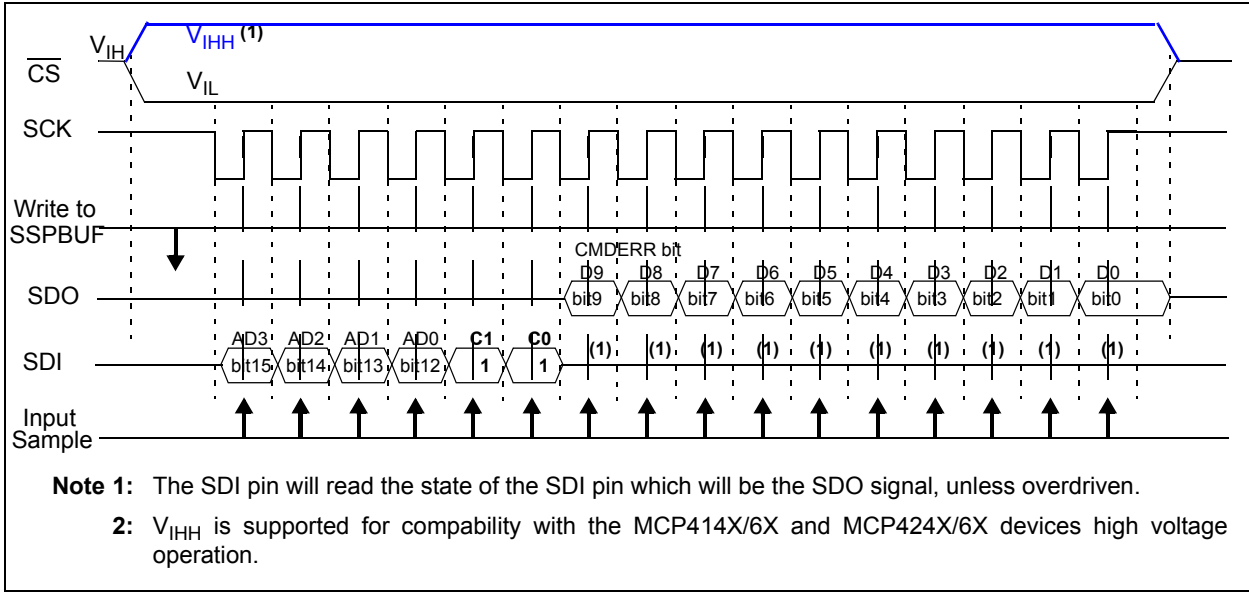 VIHH (1)
VIH
CS
VIL
SCK
Write to
SSPBUF
CMDERR bit
D9 D8 D7 D6 D5 D4 D3 D2 D1 D0
SDO bit9 bit8 bit7 bit6 bit5 bit4 bit3 bit2 bit1 bit0
AD3 AD2 AD1 AD0 C1 C0
SDI bit15 bit14 bit13 bit12 1 1 (1) (1) (1) (1) (1) (1) (1) (1) (1) (1)
Input
Sample
Note 1: The SDI pin will read the state of the SDI pin which will be the SDO signal, unless overdriven.
2: VIHH is supported for compability with the MCP414X/6X and MCP424X/6X devices high voltage
operation.